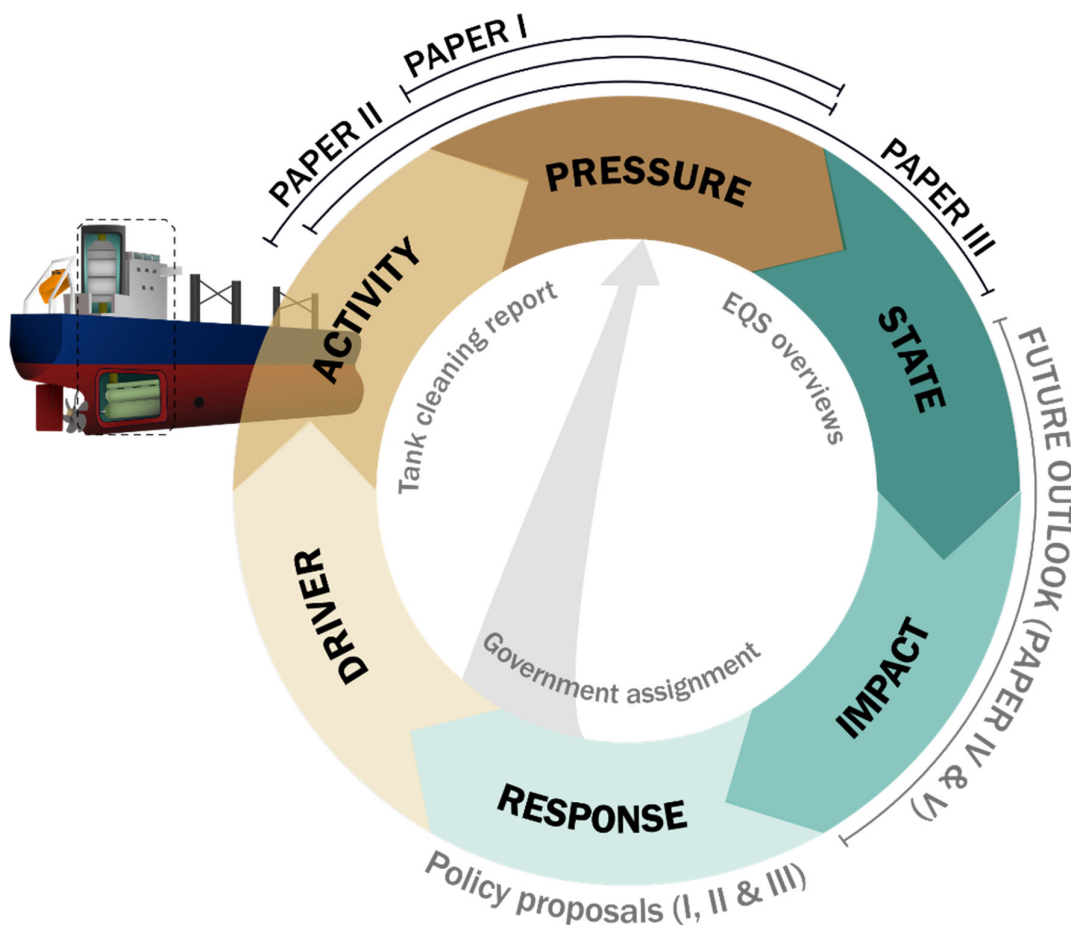 PAPER I
PAPER II
PAPER III
PRESSURE
ACTIVITY
STATE
Tank cleaning report
EQS overviews
FUTURE OUTLOOK (PAPER IV & V)
DRIVER
IMPACT
Government assignment
RESPONSE
Policy proposals (I, II & III)